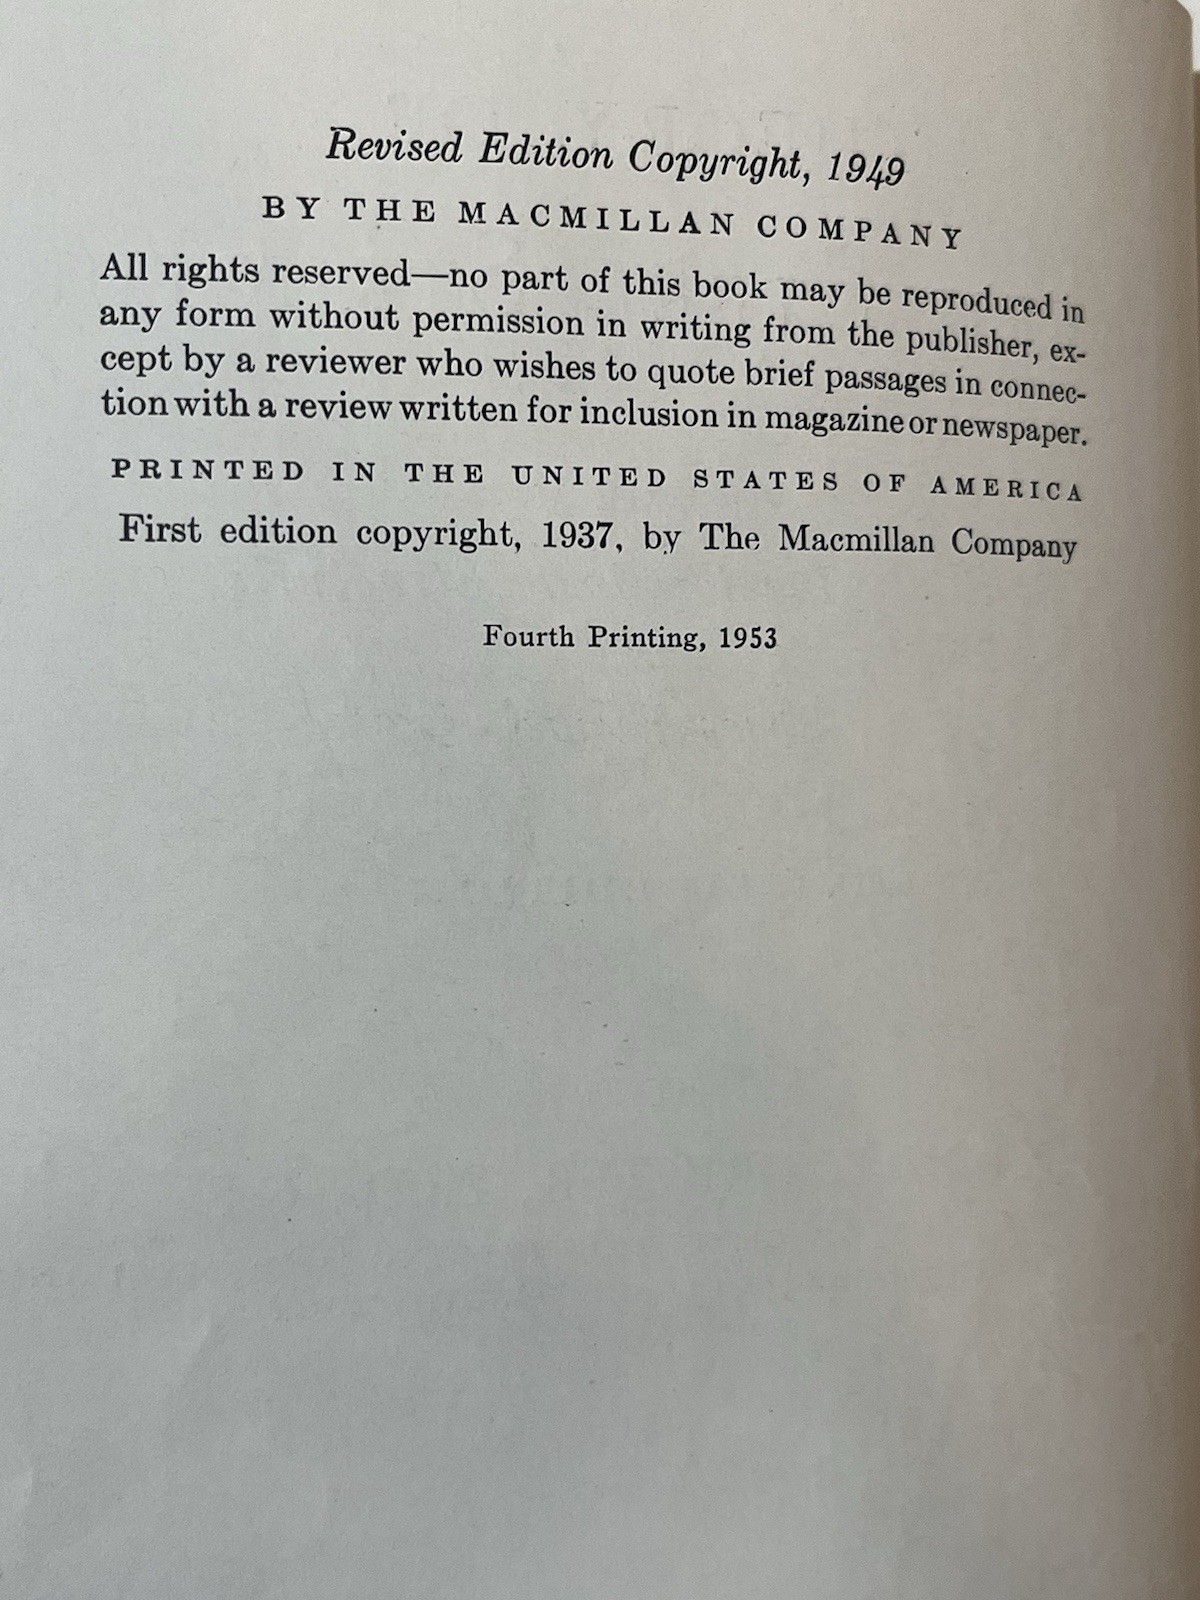 Revised Edition Copyright, 1949
BY THE MACMILLAN COMPANY
All rights reserved—no part of this book may be reproduced in
any form without permission in writing from the publisher, ex-
cept by a reviewer who wishes to quote brief passages in connec-
tion with a review written for inclusion in magazine or newspaper.
PRINTED IN THE UNITED STATES OF AMERICA
First edition copyright, 1937, by The Macmillan Company
Fourth Printing, 1953